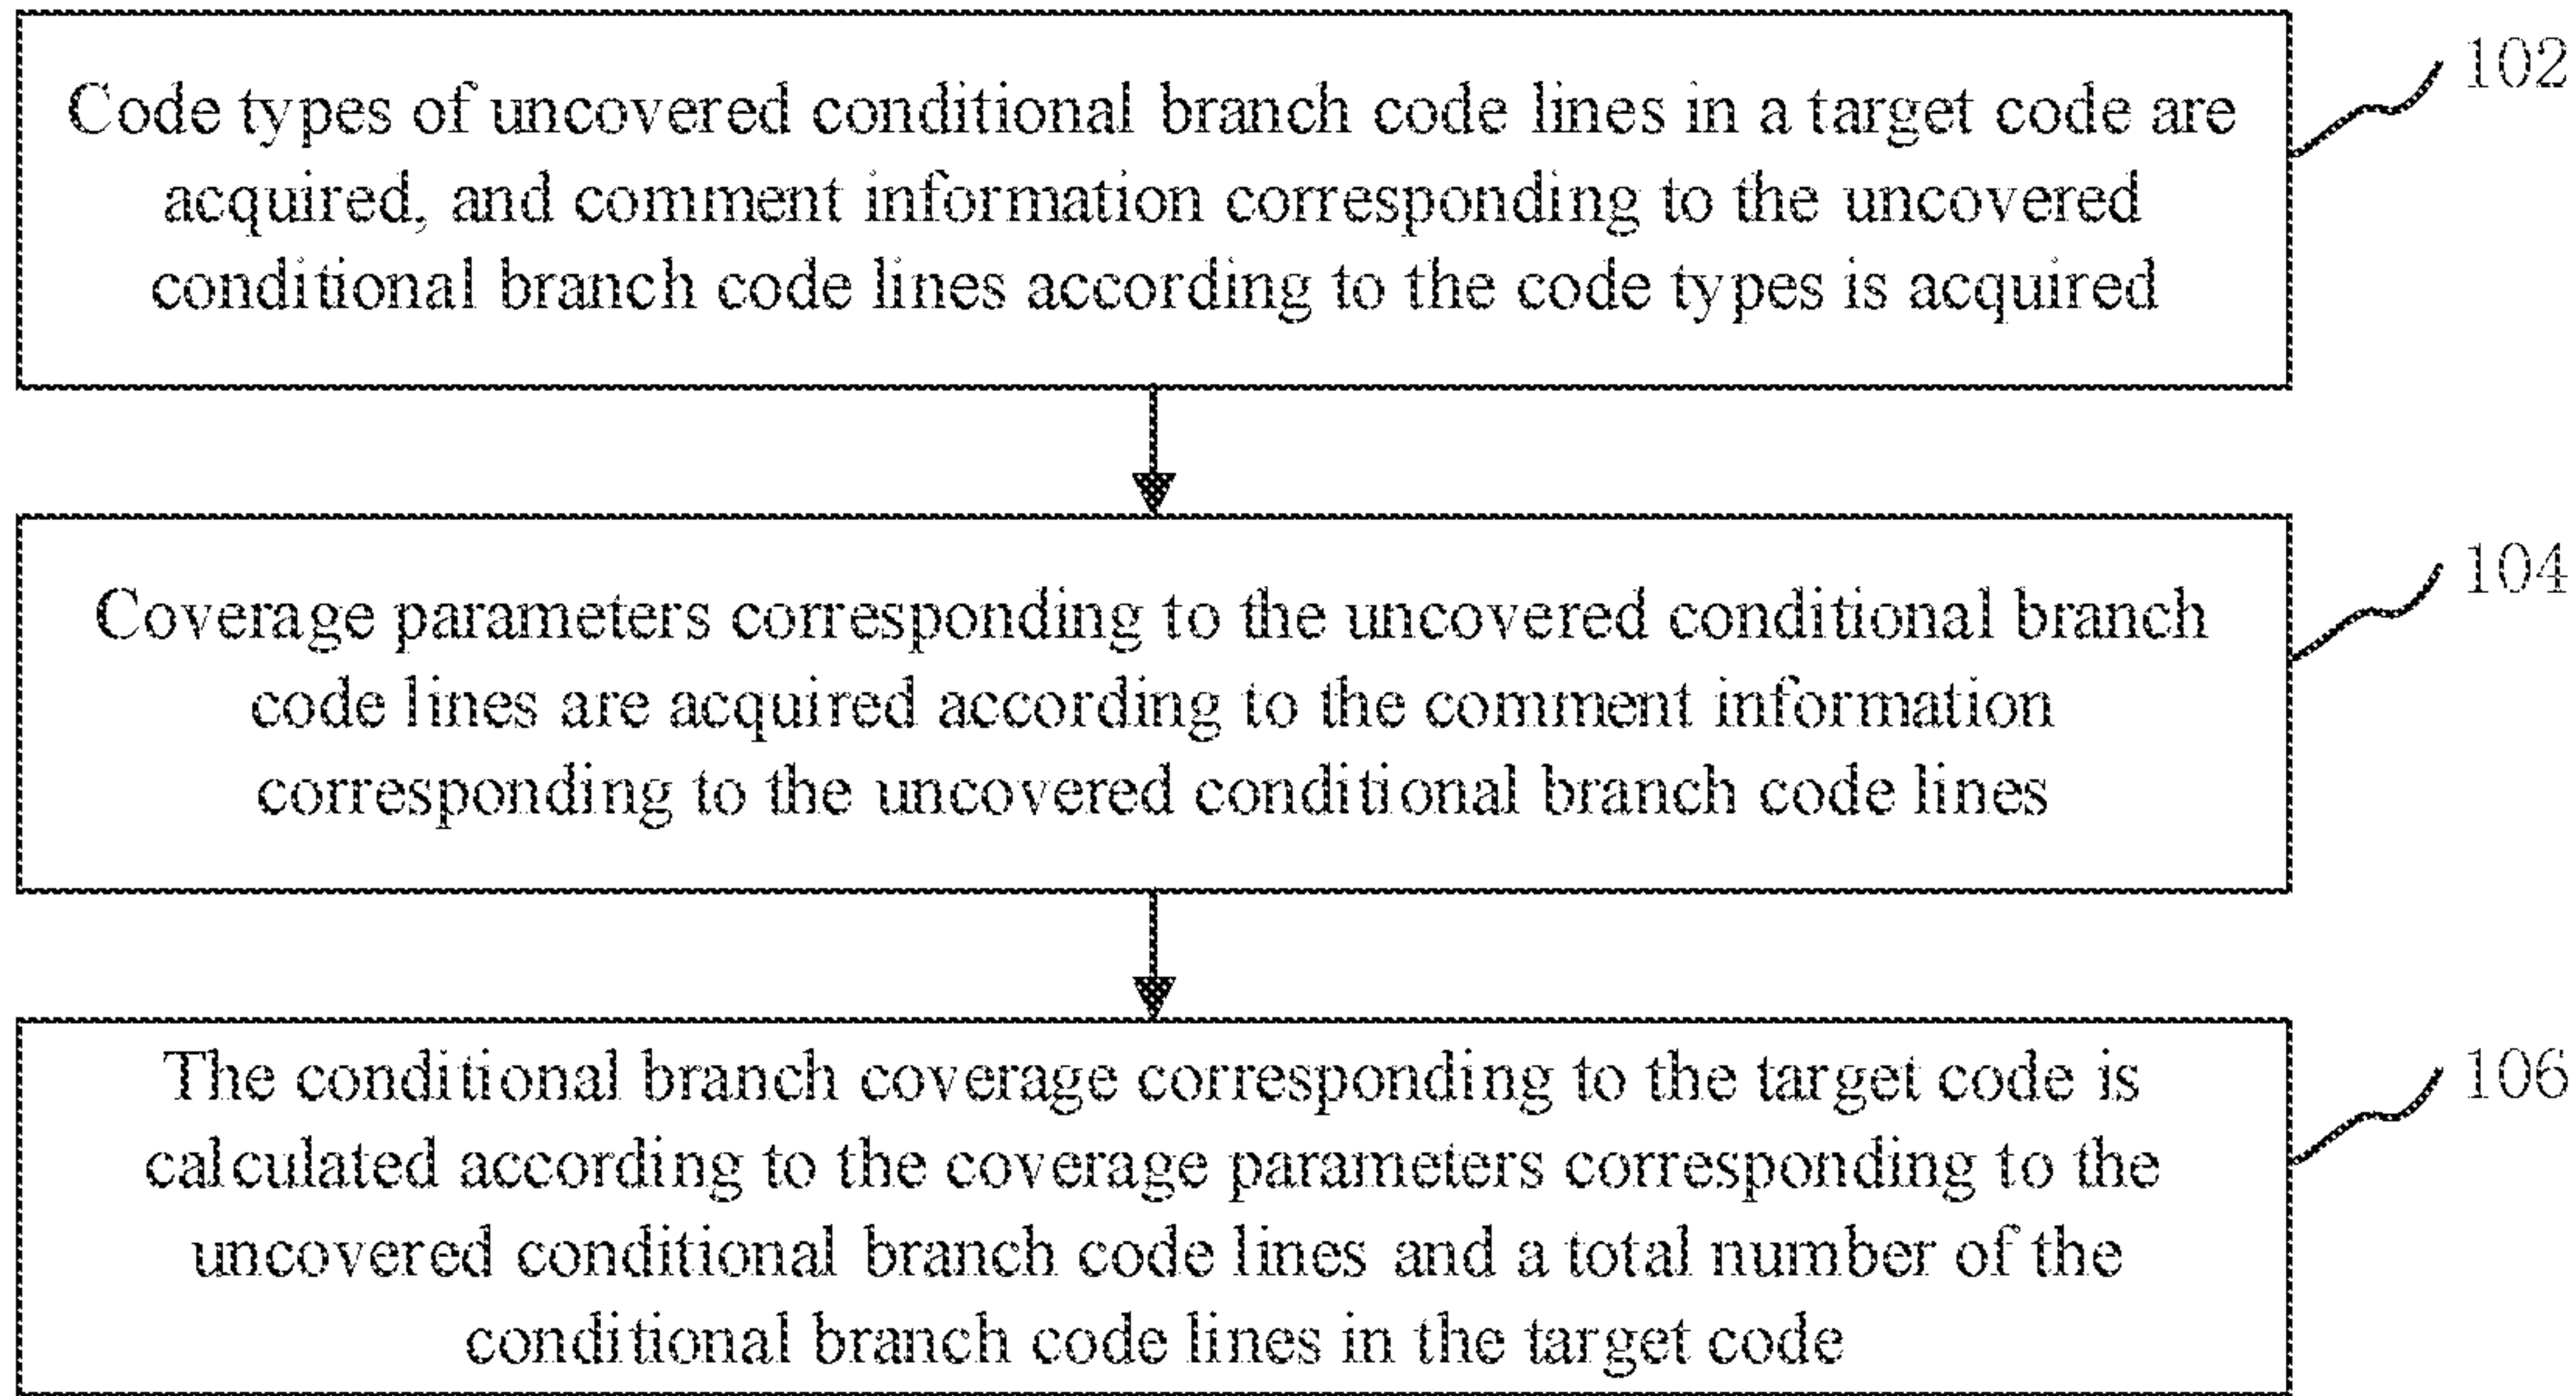 Code types of uncovered conditional branch code lines in a target code are
acquired, and comment information corresponding to the uncovered
conditional branch code lines according to the code types is acquired
102
Coverage parameters corresponding to the uncovered conditional branch
code lines are acquired according to the comment information
corresponding to the uncovered conditional branch code lines
104
The conditional branch coverage corresponding to the target code is
calculated according to the coverage parameters corresponding to the
uncovered conditional branch code lines and a total number of the
conditional branch code lines in the target code
106